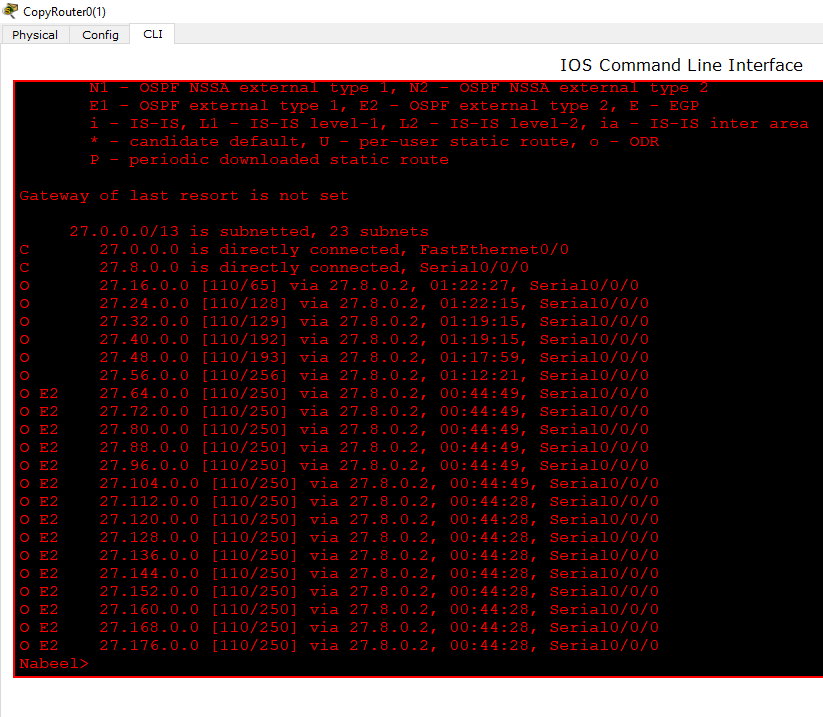 CopyRouter0(1)
Physical Config CLI
IOS Command Line Interface
N1 - OSPF NSSA external type 1, N2 - OSPF NSSA external type 2
E1 - OSPF external type 1, E2 - OSPF external type 2, E - EGP
i - IS-IS, L1 - IS-IS level-1, L2 - IS-IS level-2, ia - IS-IS inter area
* - candidate default, U - per-user static route, o - ODR
P - periodic downloaded static route
Gateway of last resort is not set
27.0.0.0/13 is subnetted, 23 subnets
C 27.0.0.0 is directly connected, FastEthernet0/0
C 27.8.0.0 is directly connected, Serial0/0/0
O 27.16.0.0 [110/65] via 27.8.0.2, 01:22:27, Serial0/0/0
O 27.24.0.0 [110/128] via 27.8.0.2, 01:22:15, Serial0/0/0
O 27.32.0.0 [110/129] via 27.8.0.2, 01:19:15, Serial0/0/0
O 27.40.0.0 [110/192] via 27.8.0.2, 01:19:15, Serial0/0/0
O 27.48.0.0 [110/193] via 27.8.0.2, 01:17:59, Serial0/0/0
O 27.56.0.0 [110/256] via 27.8.0.2, 01:12:21, Serial0/0/0
O E2 27.64.0.0 [110/250] via 27.8.0.2, 00:44:49, Serial0/0/0
O E2 27.72.0.0 [110/250] via 27.8.0.2, 00:44:49, Serial0/0/0
O E2 27.80.0.0 [110/250] via 27.8.0.2, 00:44:49, Serial0/0/0
O E2 27.88.0.0 [110/250] via 27.8.0.2, 00:44:49, Serial0/0/0
O E2 27.96.0.0 [110/250] via 27.8.0.2, 00:44:49, Serial0/0/0
O E2 27.104.0.0 [110/250] via 27.8.0.2, 00:44:49, Serial0/0/0
O E2 27.112.0.0 [110/250] via 27.8.0.2, 00:44:28, Serial0/0/0
O E2 27.120.0.0 [110/250] via 27.8.0.2, 00:44:28, Serial0/0/0
O E2 27.128.0.0 [110/250] via 27.8.0.2, 00:44:28, Serial0/0/0
O E2 27.136.0.0 [110/250] via 27.8.0.2, 00:44:28, Serial0/0/0
O E2 27.144.0.0 [110/250] via 27.8.0.2, 00:44:28, Serial0/0/0
O E2 27.152.0.0 [110/250] via 27.8.0.2, 00:44:28, Serial0/0/0
O E2 27.160.0.0 [110/250] via 27.8.0.2, 00:44:28, Serial0/0/0
O E2 27.168.0.0 [110/250] via 27.8.0.2, 00:44:28, Serial0/0/0
O E2 27.176.0.0 [110/250] via 27.8.0.2, 00:44:28, Serial0/0/0
Nabeel>